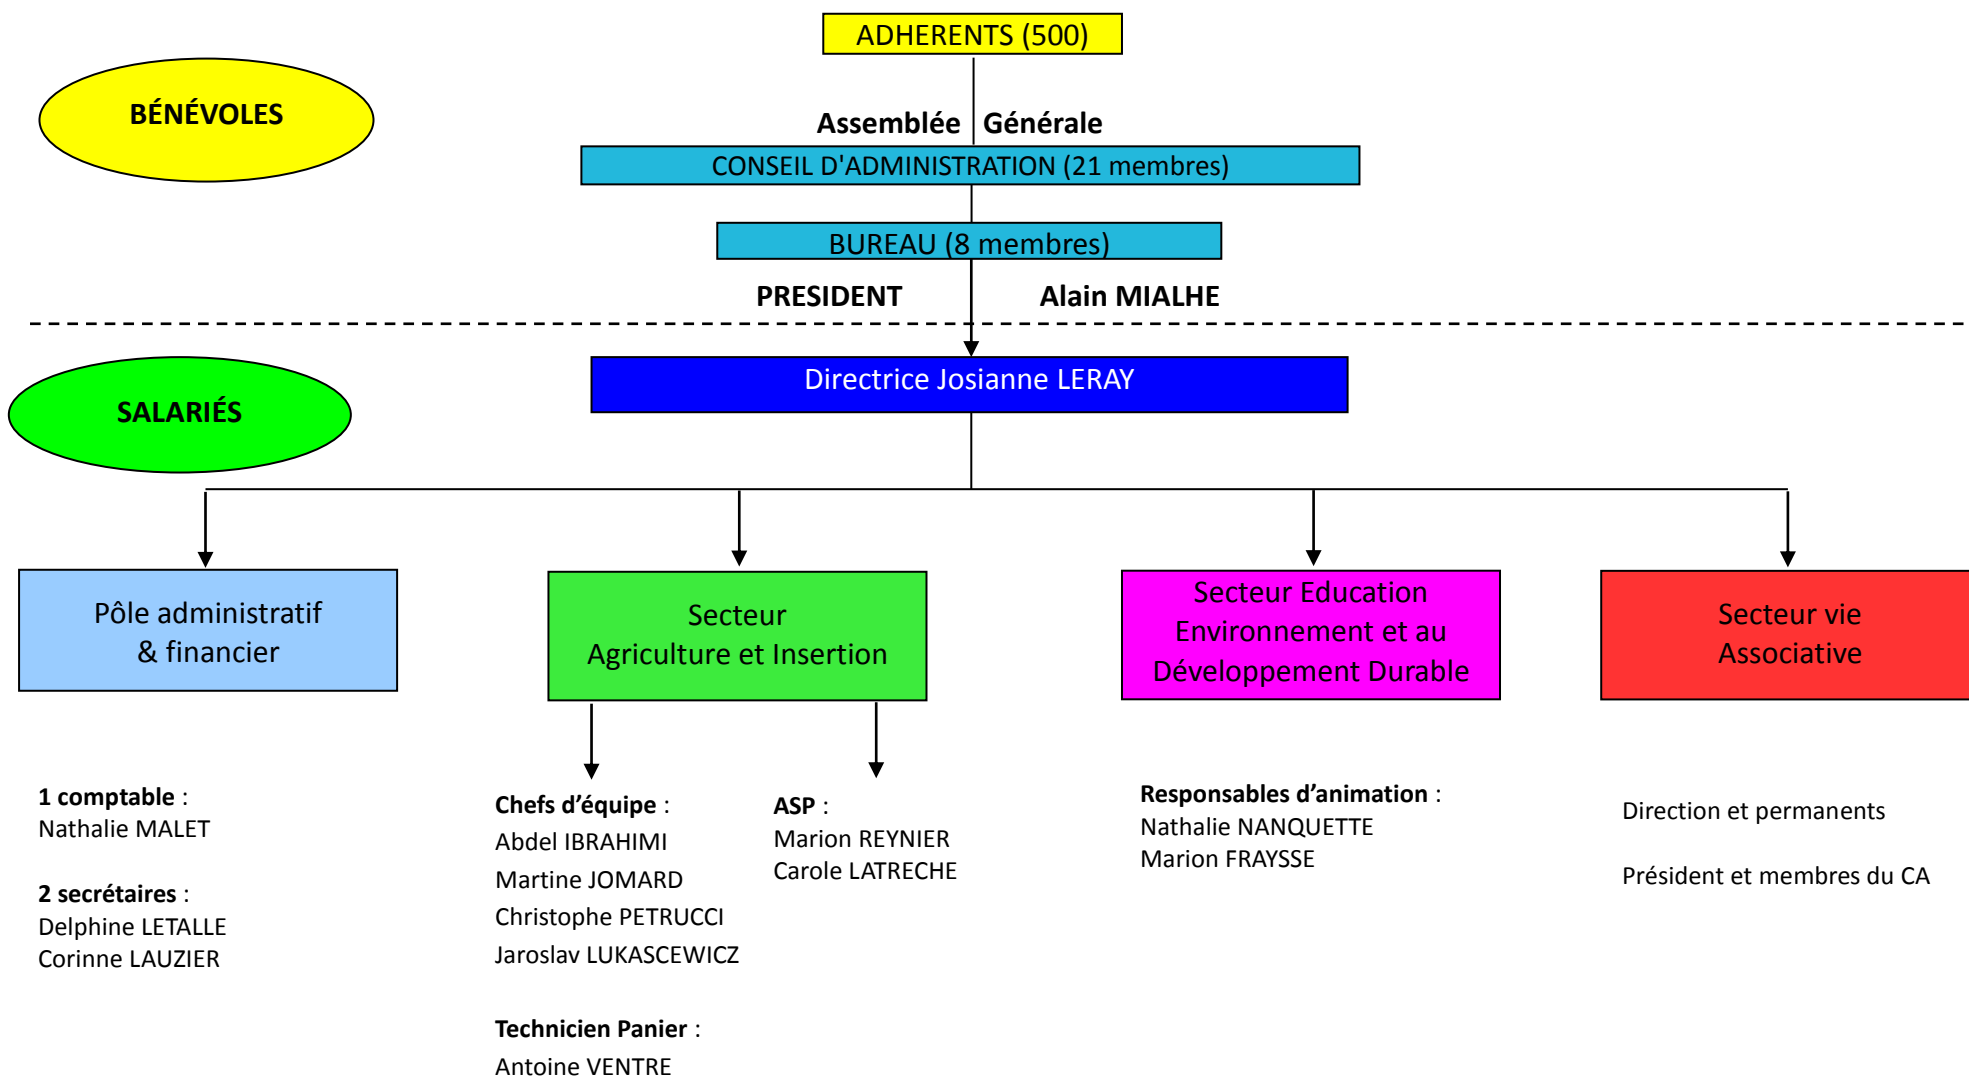 ADHERENTS (500)
BÉNÉVOLES
Assemblée Générale
CONSEIL D'ADMINISTRATION (21 membres)
BUREAU (8 membres)
PRESIDENT Alain MIALHE
Directrice Josianne LERAY
SALARIÉS
Pôle administratif
& financier
Secteur
Agriculture et Insertion
Secteur Education
Environnement et au
Développement Durable
Secteur vie
Associative
1 comptable :
Nathalie MALET
2 secrétaires :
Delphine LETALLE
Corinne LAUZIER
Chefs d’équipe :
Abdel IBRAHIMI
Martine JOMARD
Christophe PETRUCCI
Jaroslav LUKASCEWICZ
Technicien Panier :
Antoine VENTRE
ASP :
Marion REYNIER
Carole LATRECHE
Responsables d’animation :
Nathalie NANQUETTE
Marion FRAYSSE
Direction et permanents
Président et membres du CA